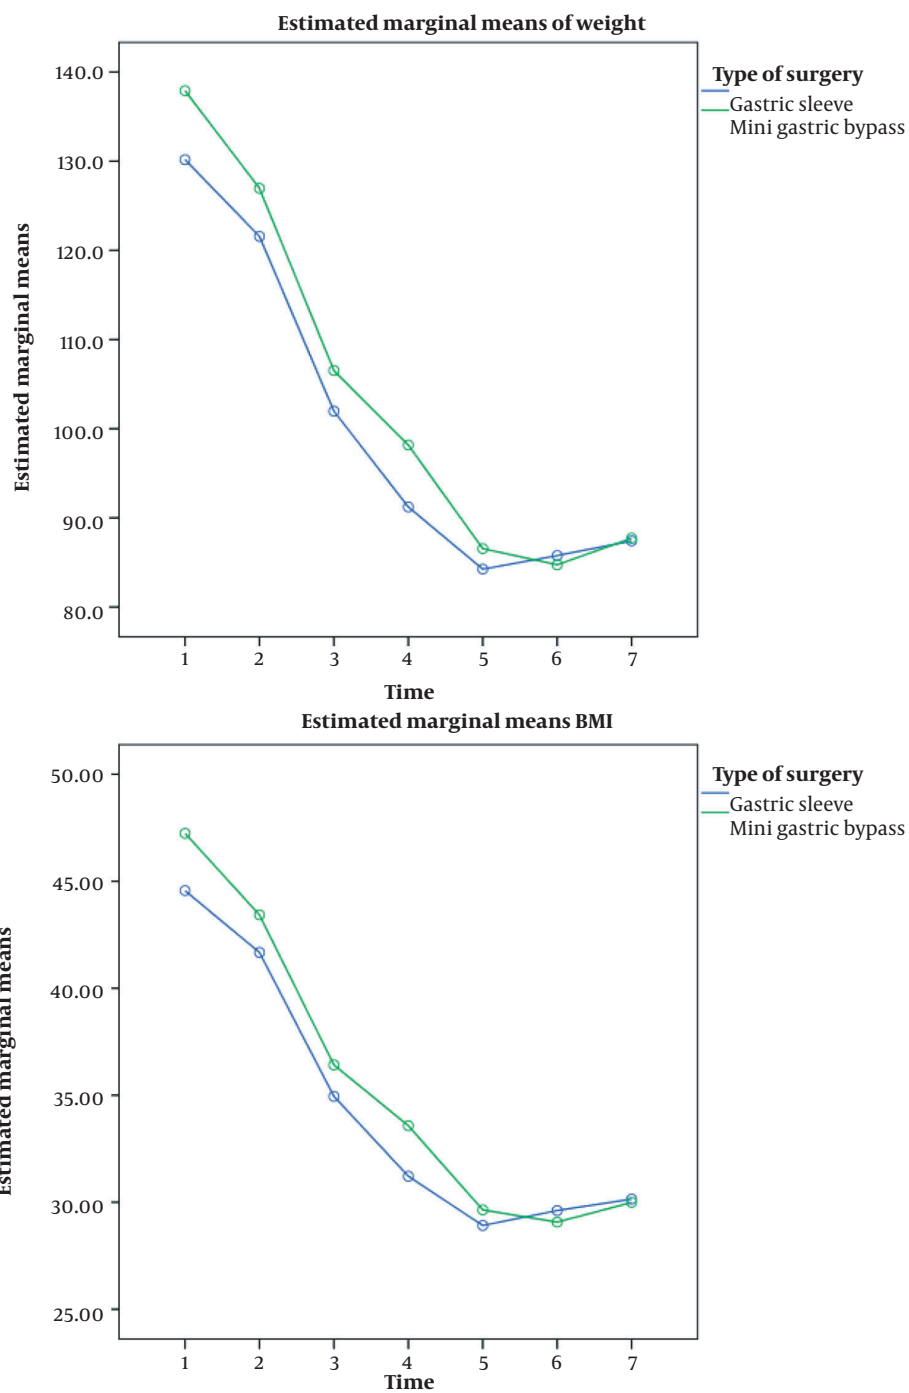 Estimated marginal means of weight
Type of surgery
Gastric sleeve
Mini gastric bypass
Estimated marginal means
140.0
130.0
120.0
110.0
100.0
90.0
80.0
1 2 3 4 5 6 7
Time
Estimated marginal means BMI
Type of surgery
Gastric sleeve
Mini gastric bypass
Estimated marginal means
50.00
45.00
40.00
35.00
30.00
25.00
1 2 3 4 5 6 7
Time